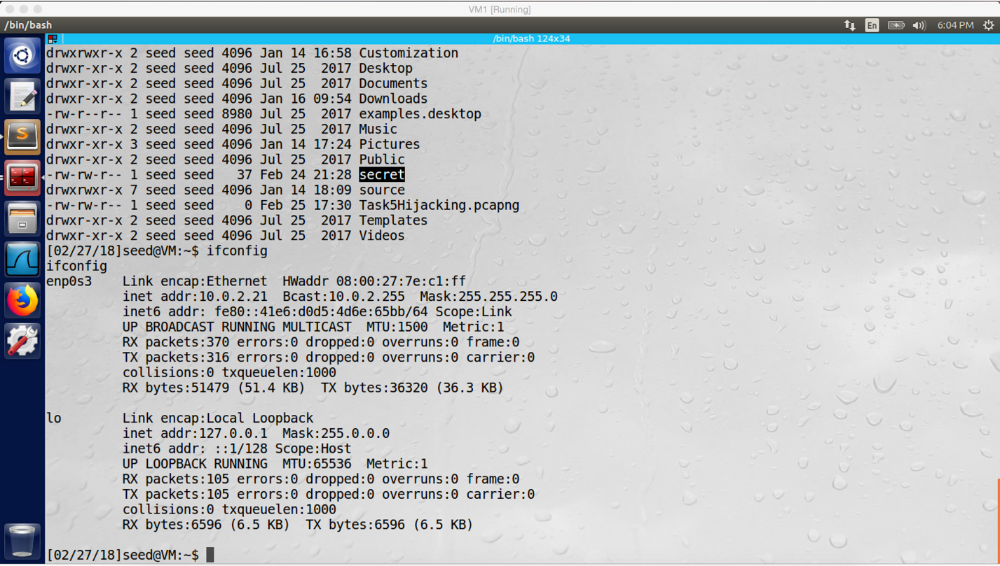 VM1 [Running]
/bin/bash En 6:04 PM
/bin/bash 124x34
drwxrwxr-x 2 seed seed 4096 Jan 14 16:58 Customization
drwxr-xr-x 2 seed seed 4096 Jul 25  2017 Desktop
drwxr-xr-x 2 seed seed 4096 Jul 25  2017 Documents
drwxr-xr-x 2 seed seed 4096 Jan 16 09:54 Downloads
-rw-r--r-- 1 seed seed 8980 Jul 25  2017 examples.desktop
drwxr-xr-x 2 seed seed 4096 Jul 25  2017 Music
drwxr-xr-x 3 seed seed 4096 Jan 14 17:24 Pictures
drwxr-xr-x 2 seed seed 4096 Jul 25  2017 Public
-rw-rw-r-- 1 seed seed   37 Feb 24 21:28 secret
drwxrwxr-x 7 seed seed 4096 Jan 14 18:09 source
-rw-rw-r-- 1 seed seed    0 Feb 25 17:30 Task5Hijacking.pcapng
drwxr-xr-x 2 seed seed 4096 Jul 25  2017 Templates
drwxr-xr-x 2 seed seed 4096 Jul 25  2017 Videos
[02/27/18]seed@VM:~$ ifconfig
ifconfig
enp0s3    Link encap:Ethernet  HWaddr 08:00:27:7e:c1:ff
          inet addr:10.0.2.21  Bcast:10.0.2.255  Mask:255.255.255.0
          inet6 addr: fe80::41e6:d0d5:4d6e:65bb/64 Scope:Link
          UP BROADCAST RUNNING MULTICAST  MTU:1500  Metric:1
          RX packets:370 errors:0 dropped:0 overruns:0 frame:0
          TX packets:316 errors:0 dropped:0 overruns:0 carrier:0
          collisions:0 txqueuelen:1000
          RX bytes:51479 (51.4 KB)  TX bytes:36320 (36.3 KB)
lo        Link encap:Local Loopback
          inet addr:127.0.0.1  Mask:255.0.0.0
          inet6 addr: ::1/128 Scope:Host
          UP LOOPBACK RUNNING  MTU:65536  Metric:1
          RX packets:105 errors:0 dropped:0 overruns:0 frame:0
          TX packets:105 errors:0 dropped:0 overruns:0 carrier:0
          collisions:0 txqueuelen:1000
          RX bytes:6596 (6.5 KB)  TX bytes:6596 (6.5 KB)
[02/27/18]seed@VM:~$